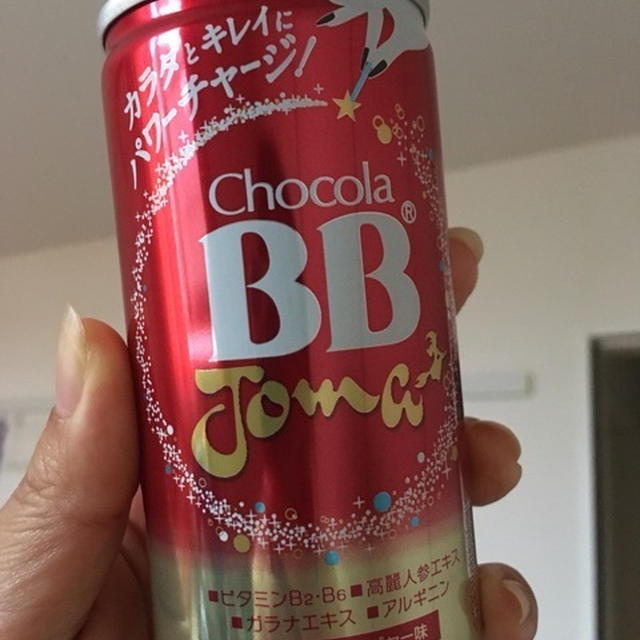 カラダとキレイに
パワーチャージ!
Chocola
BB®
Joma
■ビタミンB2・B6 ■高麗人参エキス
■ガラナエキス ■アルギニン
味